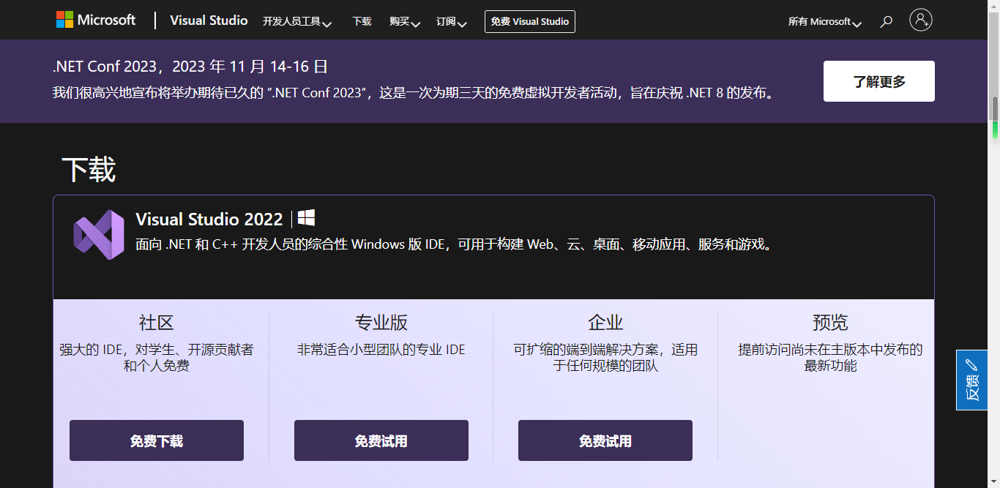 Microsoft Visual Studio 开发人员工具 下载 购买 订阅 免费 Visual Studio 所有 Microsoft
.NET Conf 2023，2023 年 11 月 14-16 日
我们很高兴地宣布将举办期待已久的 “.NET Conf 2023”，这是一次为期三天的免费虚拟开发者活动，旨在庆祝 .NET 8 的发布。
了解更多
下载
Visual Studio 2022
面向 .NET 和 C++ 开发人员的综合性 Windows 版 IDE，可用于构建 Web、云、桌面、移动应用、服务和游戏。
社区
强大的 IDE，对学生、开源贡献者
和个人免费
免费下载
专业版
非常适合小型团队的专业 IDE
免费试用
企业
可扩缩的端到端解决方案，适用
于任何规模的团队
免费试用
预览
提前访问尚未在主版本中发布的
最新功能
反馈